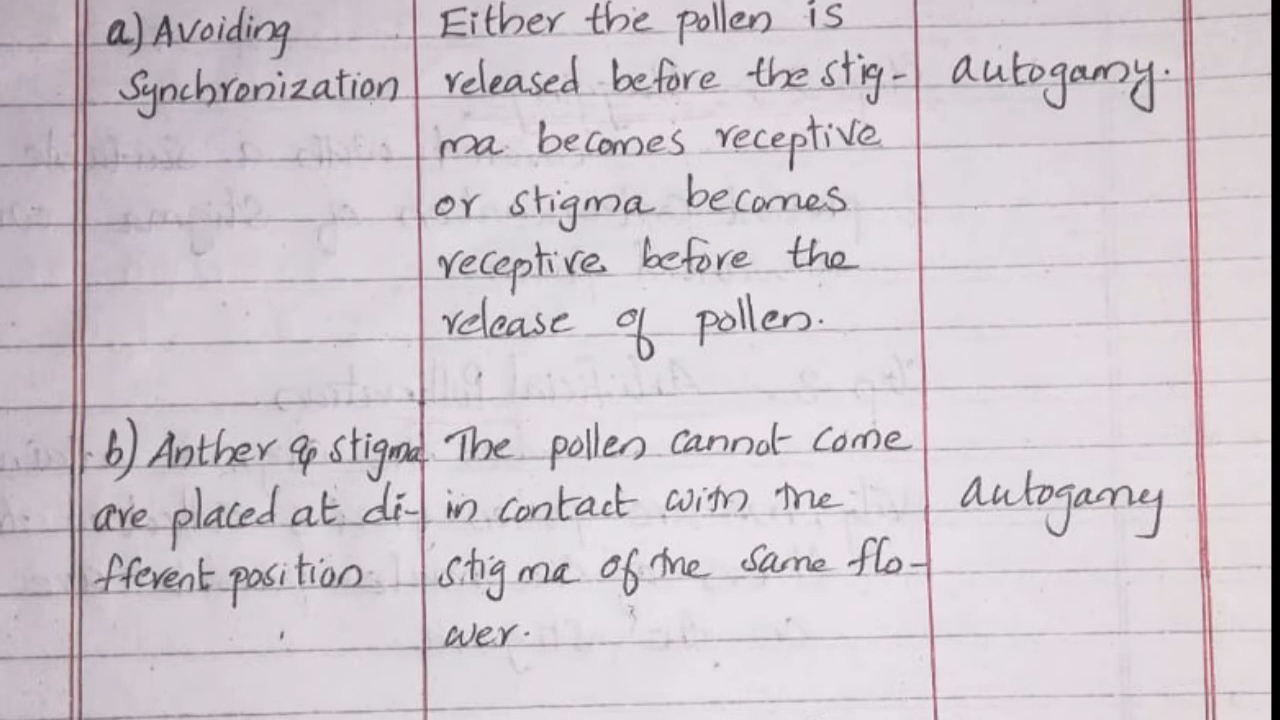 a) Avoiding
Synchronization
Either the pollen is
released before the stig-
ma becomes receptive
or stigma becomes
receptive before the
release of pollen.
autogamy.
b) Anther & stigma
are placed at di-
fferent position
The pollen cannot come
in contact with the
stigma of the same flo-
wer.
autogamy